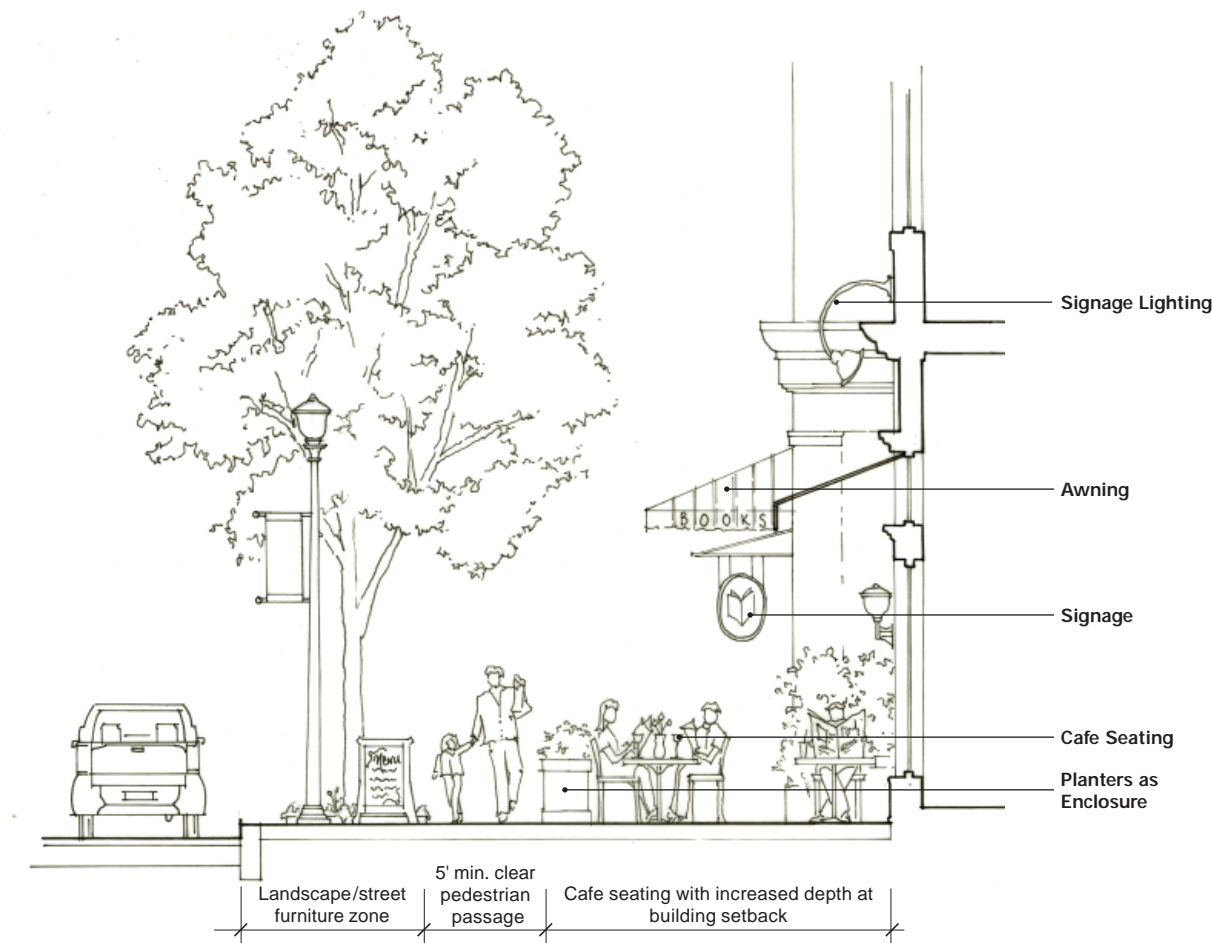 Signage Lighting
Awning
BOOKS
Signage
Menu
Cafe Seating
Planters as
Enclosure
Landscape/street
furniture zone
5' min. clear
pedestrian
passage
Cafe seating with increased depth at
building setback